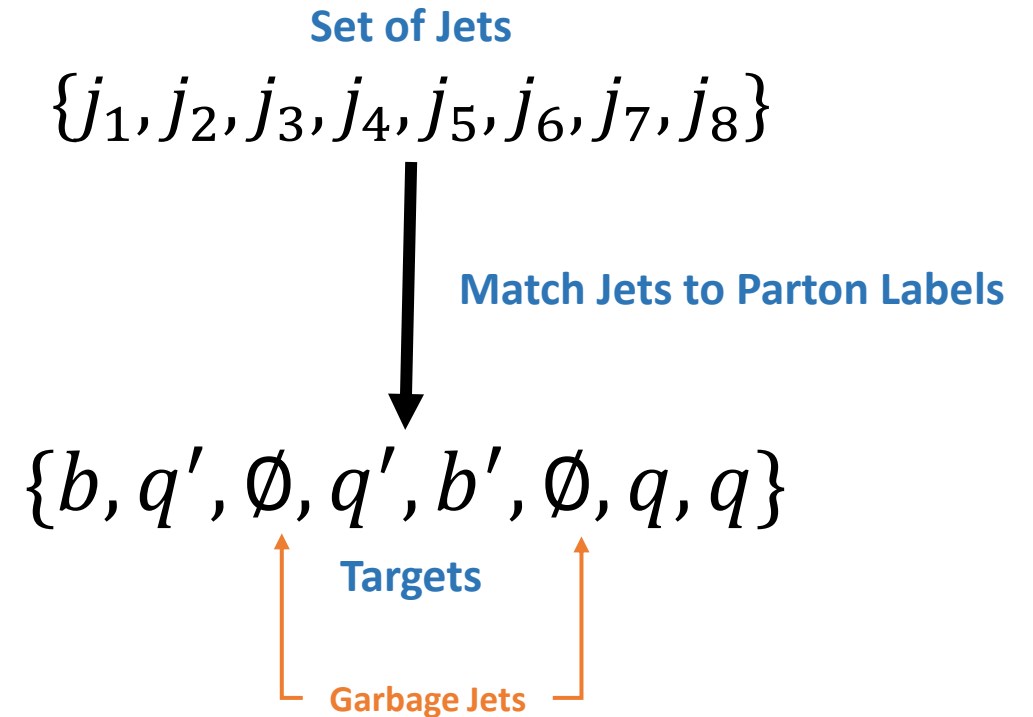 Set of Jets
{j₁, j₂, j₃, j₄, j₅, j₆, j₇, j₈}
Match Jets to Parton Labels
{b, q′, ∅, q′, b′, ∅, q, q}
Targets
Garbage Jets